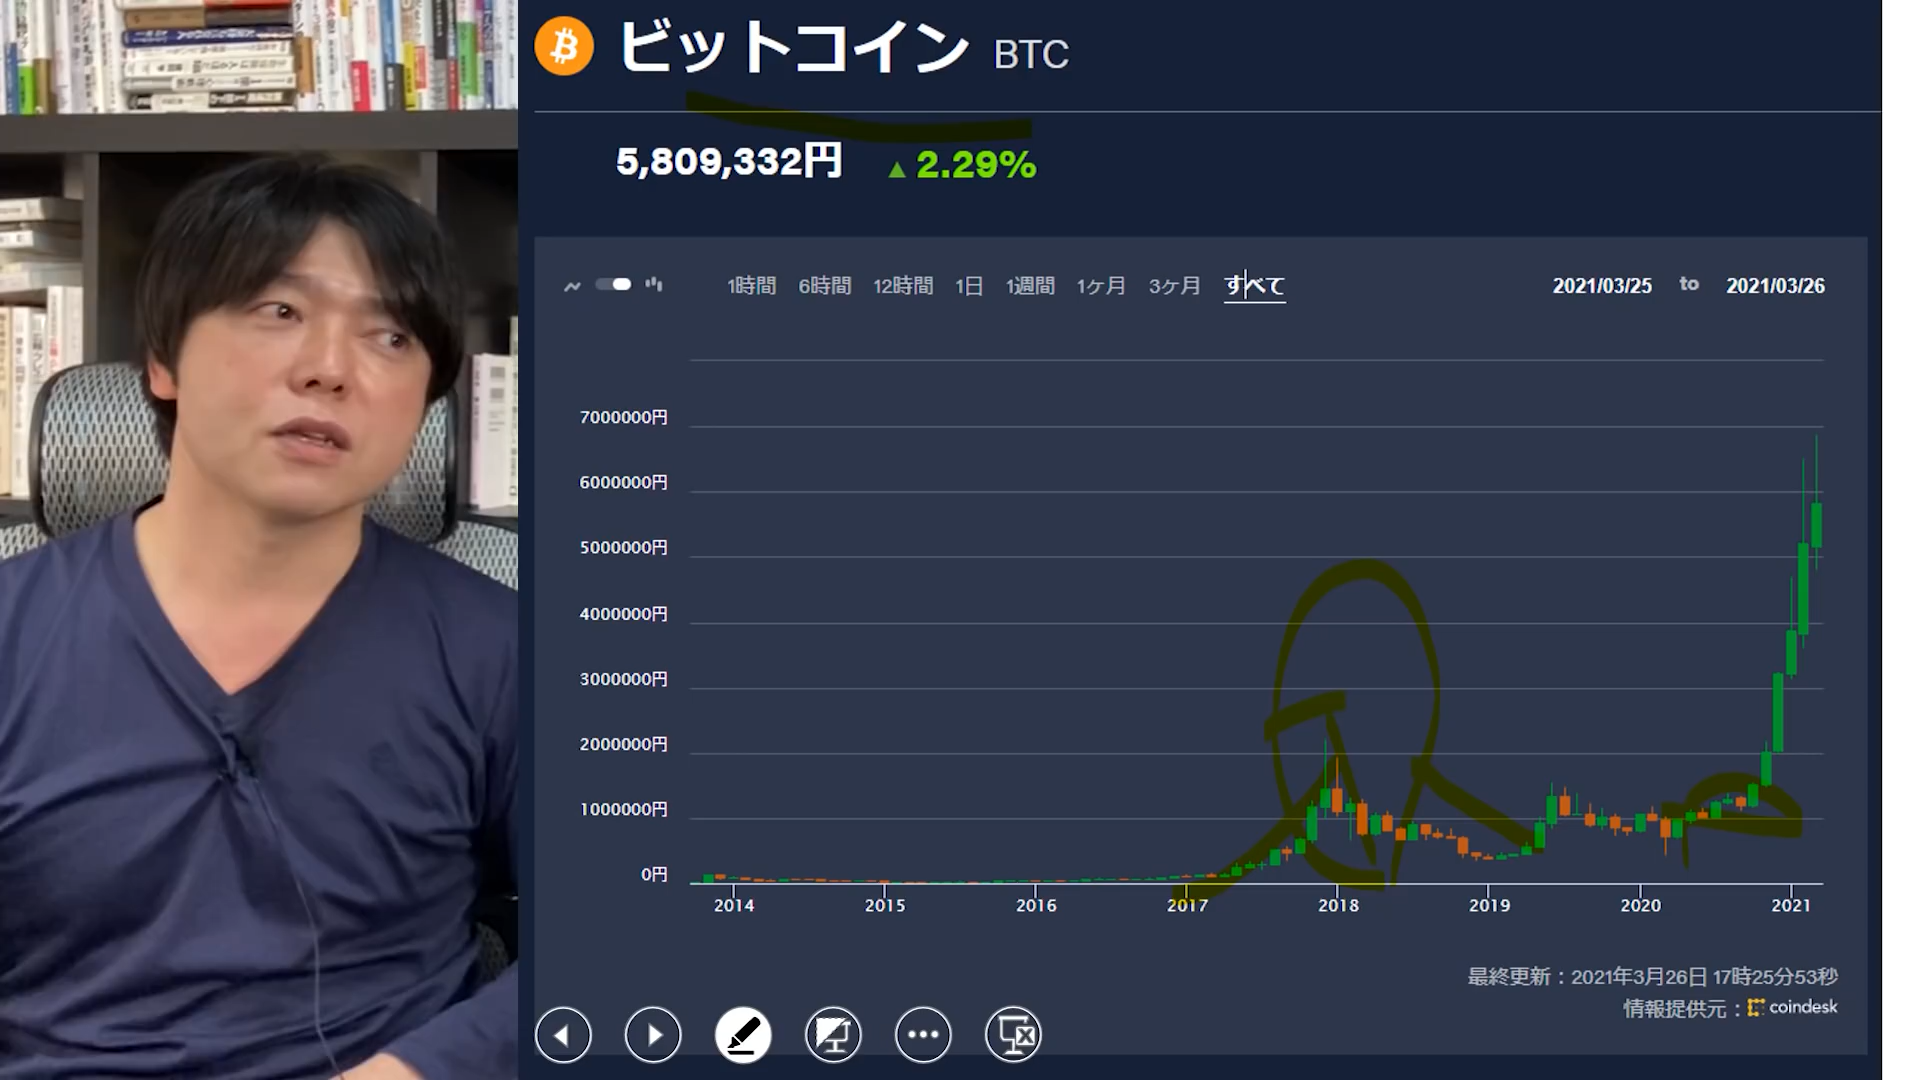 ビットコイン BTC
5,809,332円 ▲2.29%
1時間 6時間 12時間 1日 1週間 1ヶ月 3ヶ月 すべて 2021/03/25 to 2021/03/26
7000000円
6000000円
5000000円
4000000円
3000000円
2000000円
1000000円
0円
2014 2015 2016 2017 2018 2019 2020 2021
最終更新：2021年3月26日 17時25分53秒
情報提供元： coindesk